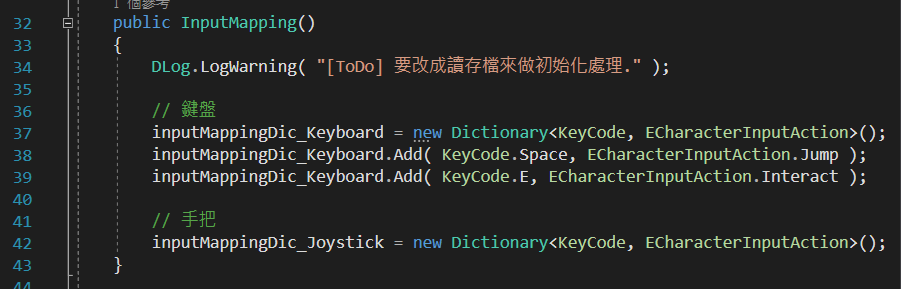 1 個參考
32 public InputMapping()
33 {
34 DLog.LogWarning( "[ToDo] 要改成讀存檔來做初始化處理." );
35
36 // 鍵盤
37 inputMappingDic_Keyboard = new Dictionary<KeyCode, ECharacterInputAction>();
38 inputMappingDic_Keyboard.Add( KeyCode.Space, ECharacterInputAction.Jump );
39 inputMappingDic_Keyboard.Add( KeyCode.E, ECharacterInputAction.Interact );
40
41 // 手把
42 inputMappingDic_Joystick = new Dictionary<KeyCode, ECharacterInputAction>();
43 }
44